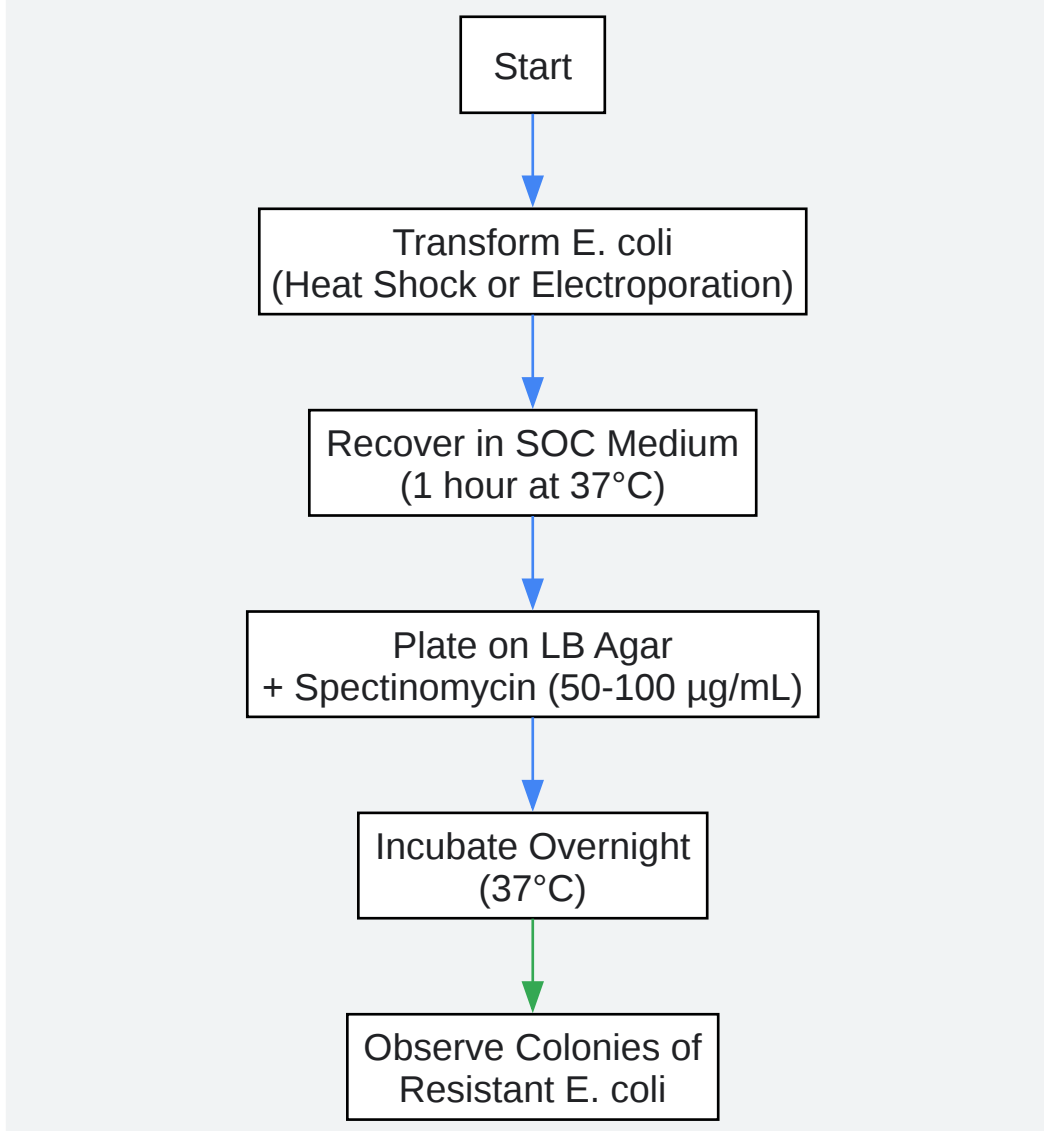 Start
Transform E. coli
(Heat Shock or Electroporation)
Recover in SOC Medium
(1 hour at 37°C)
Plate on LB Agar
+ Spectinomycin (50-100 µg/mL)
Incubate Overnight
(37°C)
Observe Colonies of
Resistant E. coli